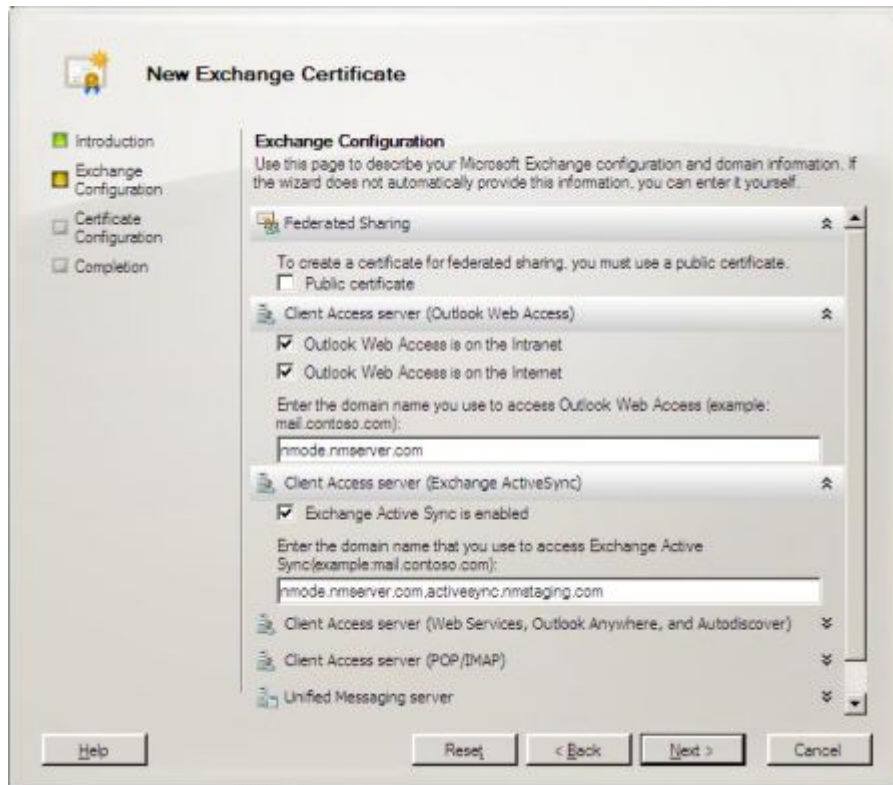 New Exchange Certificate
Introduction
Exchange
Configuration
Certificate
Configuration
Completion
Exchange Configuration
Use this page to describe your Microsoft Exchange configuration and domain information. If
the wizard does not automatically provide this information, you can enter it yourself.
Federated Sharing
To create a certificate for federated sharing, you must use a public certificate.
Public certificate
Client Access server (Outlook Web Access)
Outlook Web Access is on the Intranet
Outlook Web Access is on the Internet
Enter the domain name you use to access Outlook Web Access (example:
mail.contoso.com):
nmode.nmserver.com
Client Access server (Exchange ActiveSync)
Exchange Active Sync is enabled
Enter the domain name that you use to access Exchange Active
Sync(example:mail.contoso.com):
nmode.nmserver.com,activesync.nmstaging.com
Client Access server (Web Services, Outlook Anywhere, and Autodiscover)
Client Access server (POP/IMAP)
Unified Messaging server
Help
Reset
< Back
Next >
Cancel